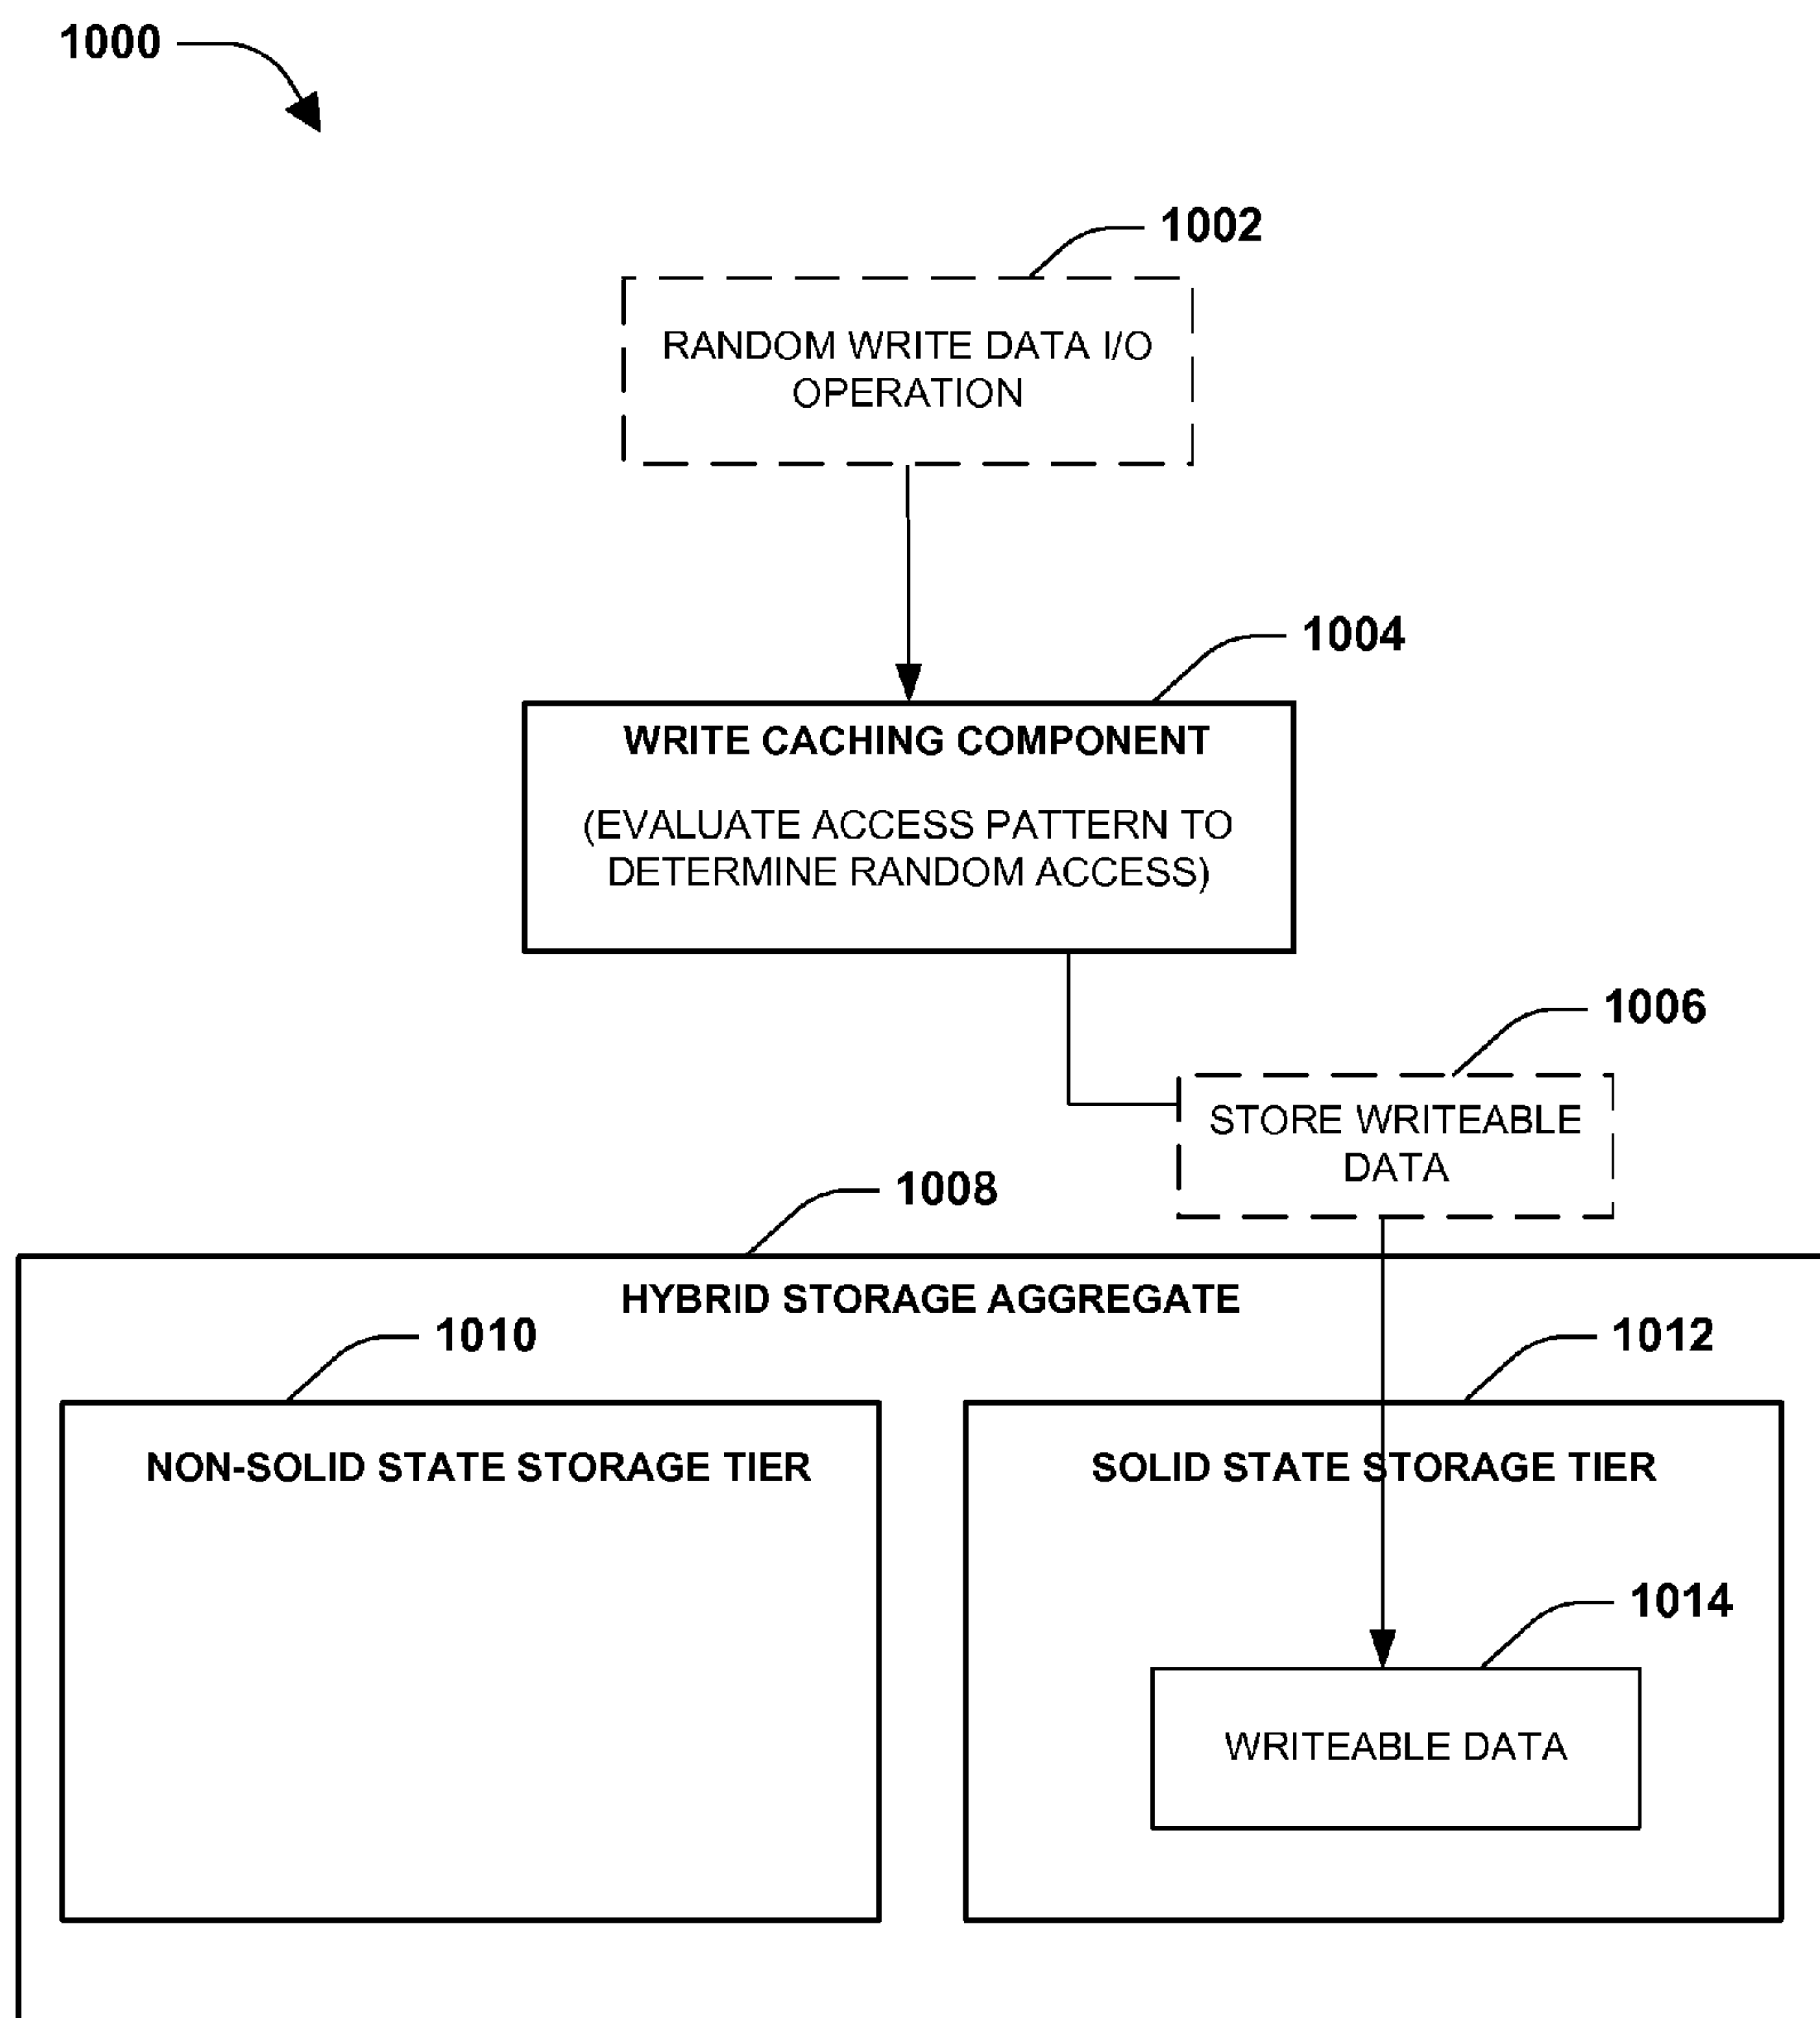 1000
1002
RANDOM WRITE DATA I/O
OPERATION
1004
WRITE CACHING COMPONENT
(EVALUATE ACCESS PATTERN TO
DETERMINE RANDOM ACCESS)
1006
STORE WRITEABLE
DATA
1008
HYBRID STORAGE AGGREGATE
1010
1012
NON-SOLID STATE STORAGE TIER
SOLID STATE STORAGE TIER
1014
WRITEABLE DATA